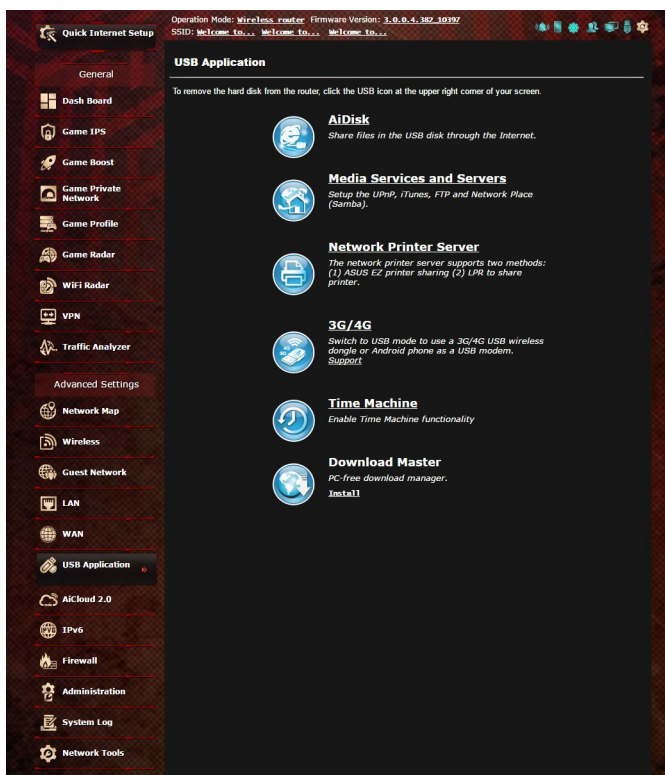 Quick Internet Setup
Operation Mode: Wireless router Firmware Version: 3.0.0.4.382_10397
SSID: Welcome to... Welcome to... Welcome to...
General
Dash Board
Game IPS
Game Boost
Game Private
Network
Game Profile
Game Radar
WiFi Radar
VPN
Traffic Analyzer
Advanced Settings
Network Map
Wireless
Guest Network
LAN
WAN
USB Application
AiCloud 2.0
IPv6
Firewall
Administration
System Log
Network Tools
USB Application
To remove the hard disk from the router, click the USB icon at the upper right corner of your screen.
AiDisk
Share files in the USB disk through the Internet.
Media Services and Servers
Setup the UPnP, iTunes, FTP and Network Place
(Samba).
Network Printer Server
The network printer server supports two methods:
(1) ASUS EZ printer sharing (2) LPR to share
printer.
3G/4G
Switch to USB mode to use a 3G/4G USB wireless
dongle or Android phone as a USB modem.
Support
Time Machine
Enable Time Machine functionality
Download Master
PC-free download manager.
Install